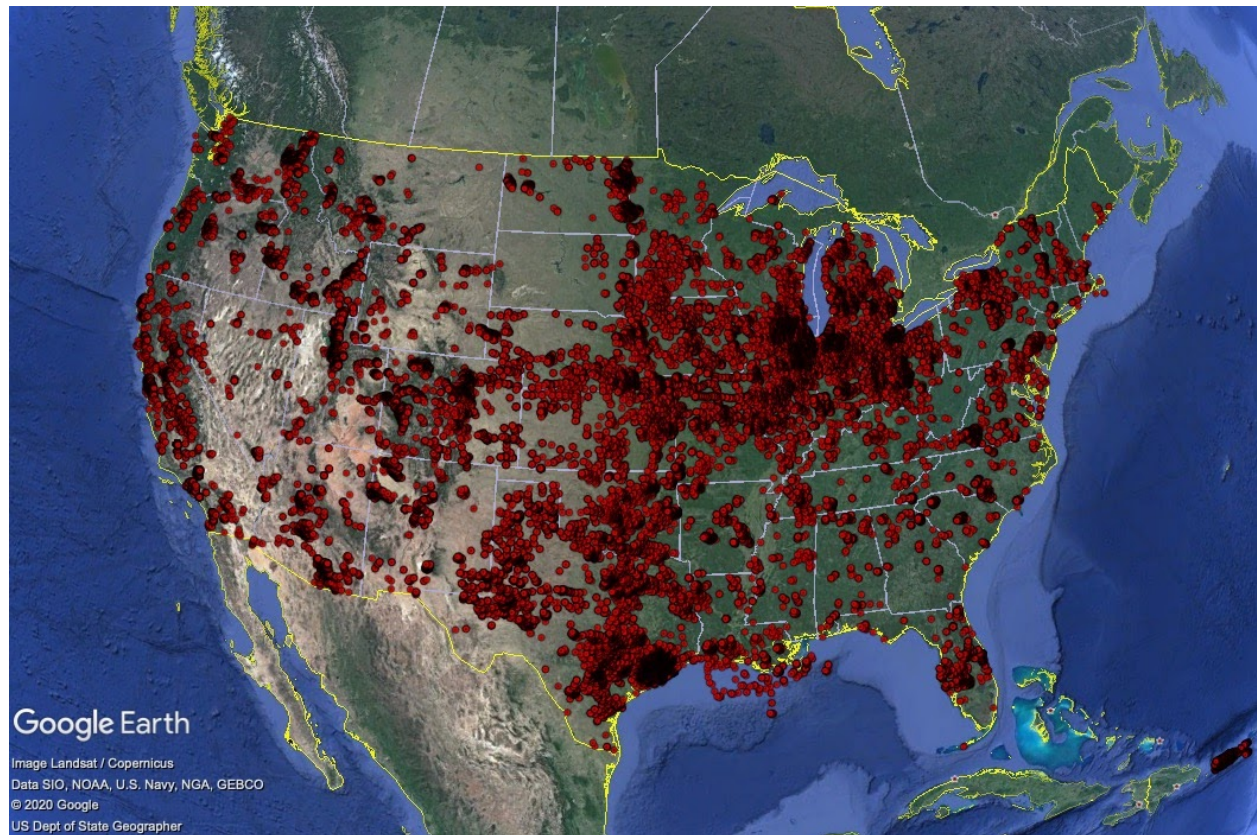 Google Earth
Image Landsat / Copernicus
Data SIO, NOAA, U.S. Navy, NGA, GEBCO
© 2020 Google
US Dept of State Geographer